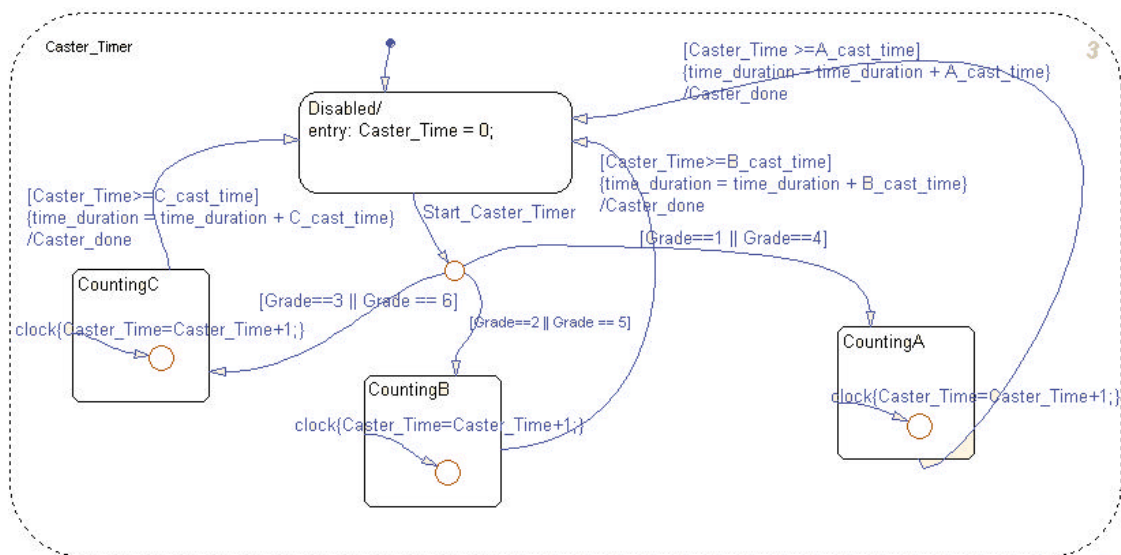 Caster_Timer
3
[Caster_Time >=A_cast_time]
{time_duration = time_duration + A_cast_time}
/Caster_done
Disabled/
entry: Caster_Time = 0;
[Caster_Time>=B_cast_time]
{time_duration = time_duration + B_cast_time}
/Caster_done
[Caster_Time>=C_cast_time]
{time_duration = time_duration + C_cast_time}
/Caster_done
Start_Caster_Timer
[Grade==1 || Grade==4]
CountingC
[Grade==3 || Grade == 6]
clock{Caster_Time=Caster_Time+1;}
[Grade==2 || Grade == 5]
CountingA
clock{Caster_Time=Caster_Time+1;}
CountingB
clock{Caster_Time=Caster_Time+1;}